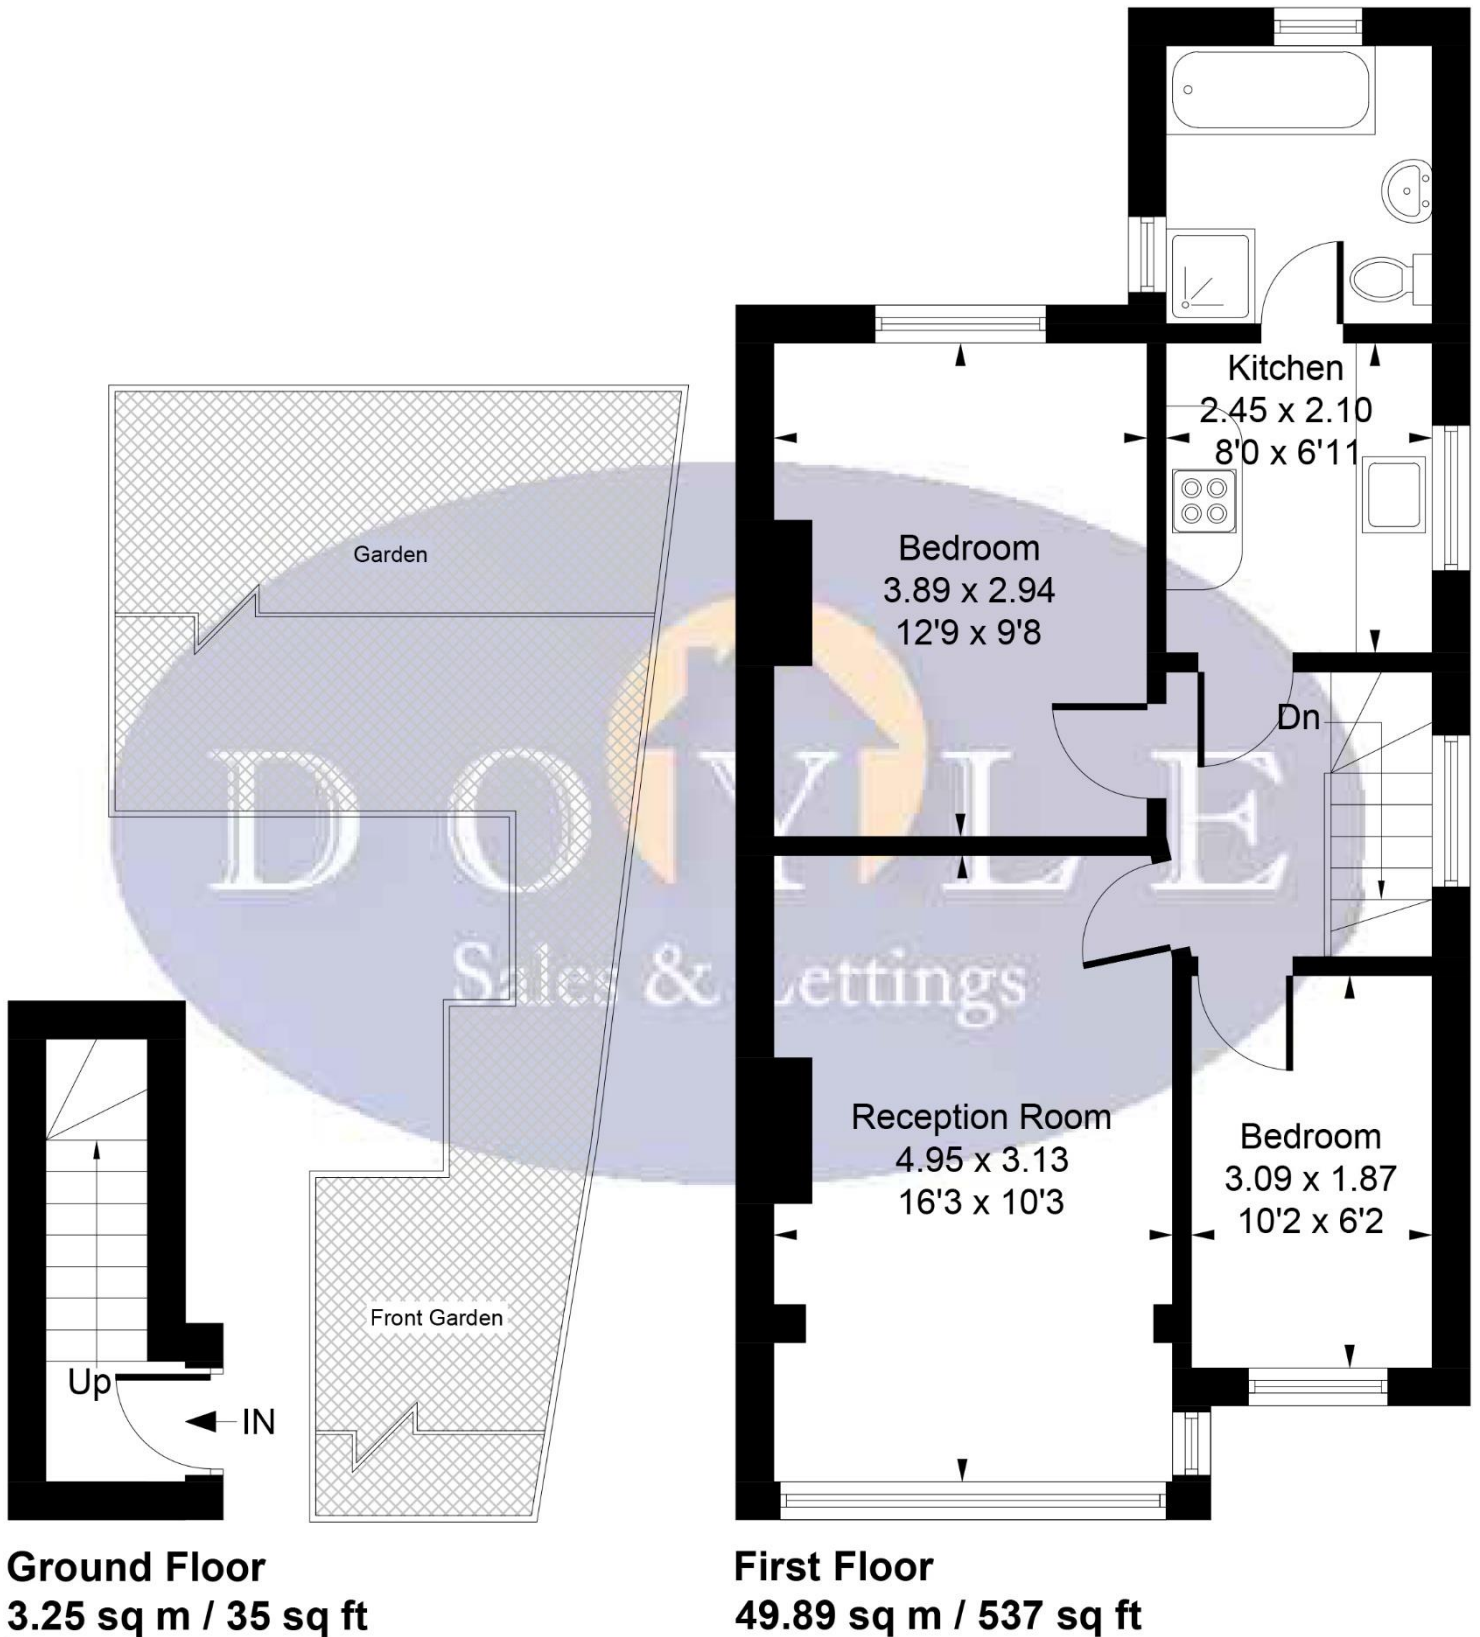 Kitchen
2.45 x 2.10
8'0 x 6'11
Garden
Bedroom
3.89 x 2.94
12'9 x 9'8
Dn
DOYLE
Sales & Lettings
Reception Room
4.95 x 3.13
16'3 x 10'3
Bedroom
3.09 x 1.87
10'2 x 6'2
Front Garden
Up
IN
Ground Floor
3.25 sq m / 35 sq ft
First Floor
49.89 sq m / 537 sq ft